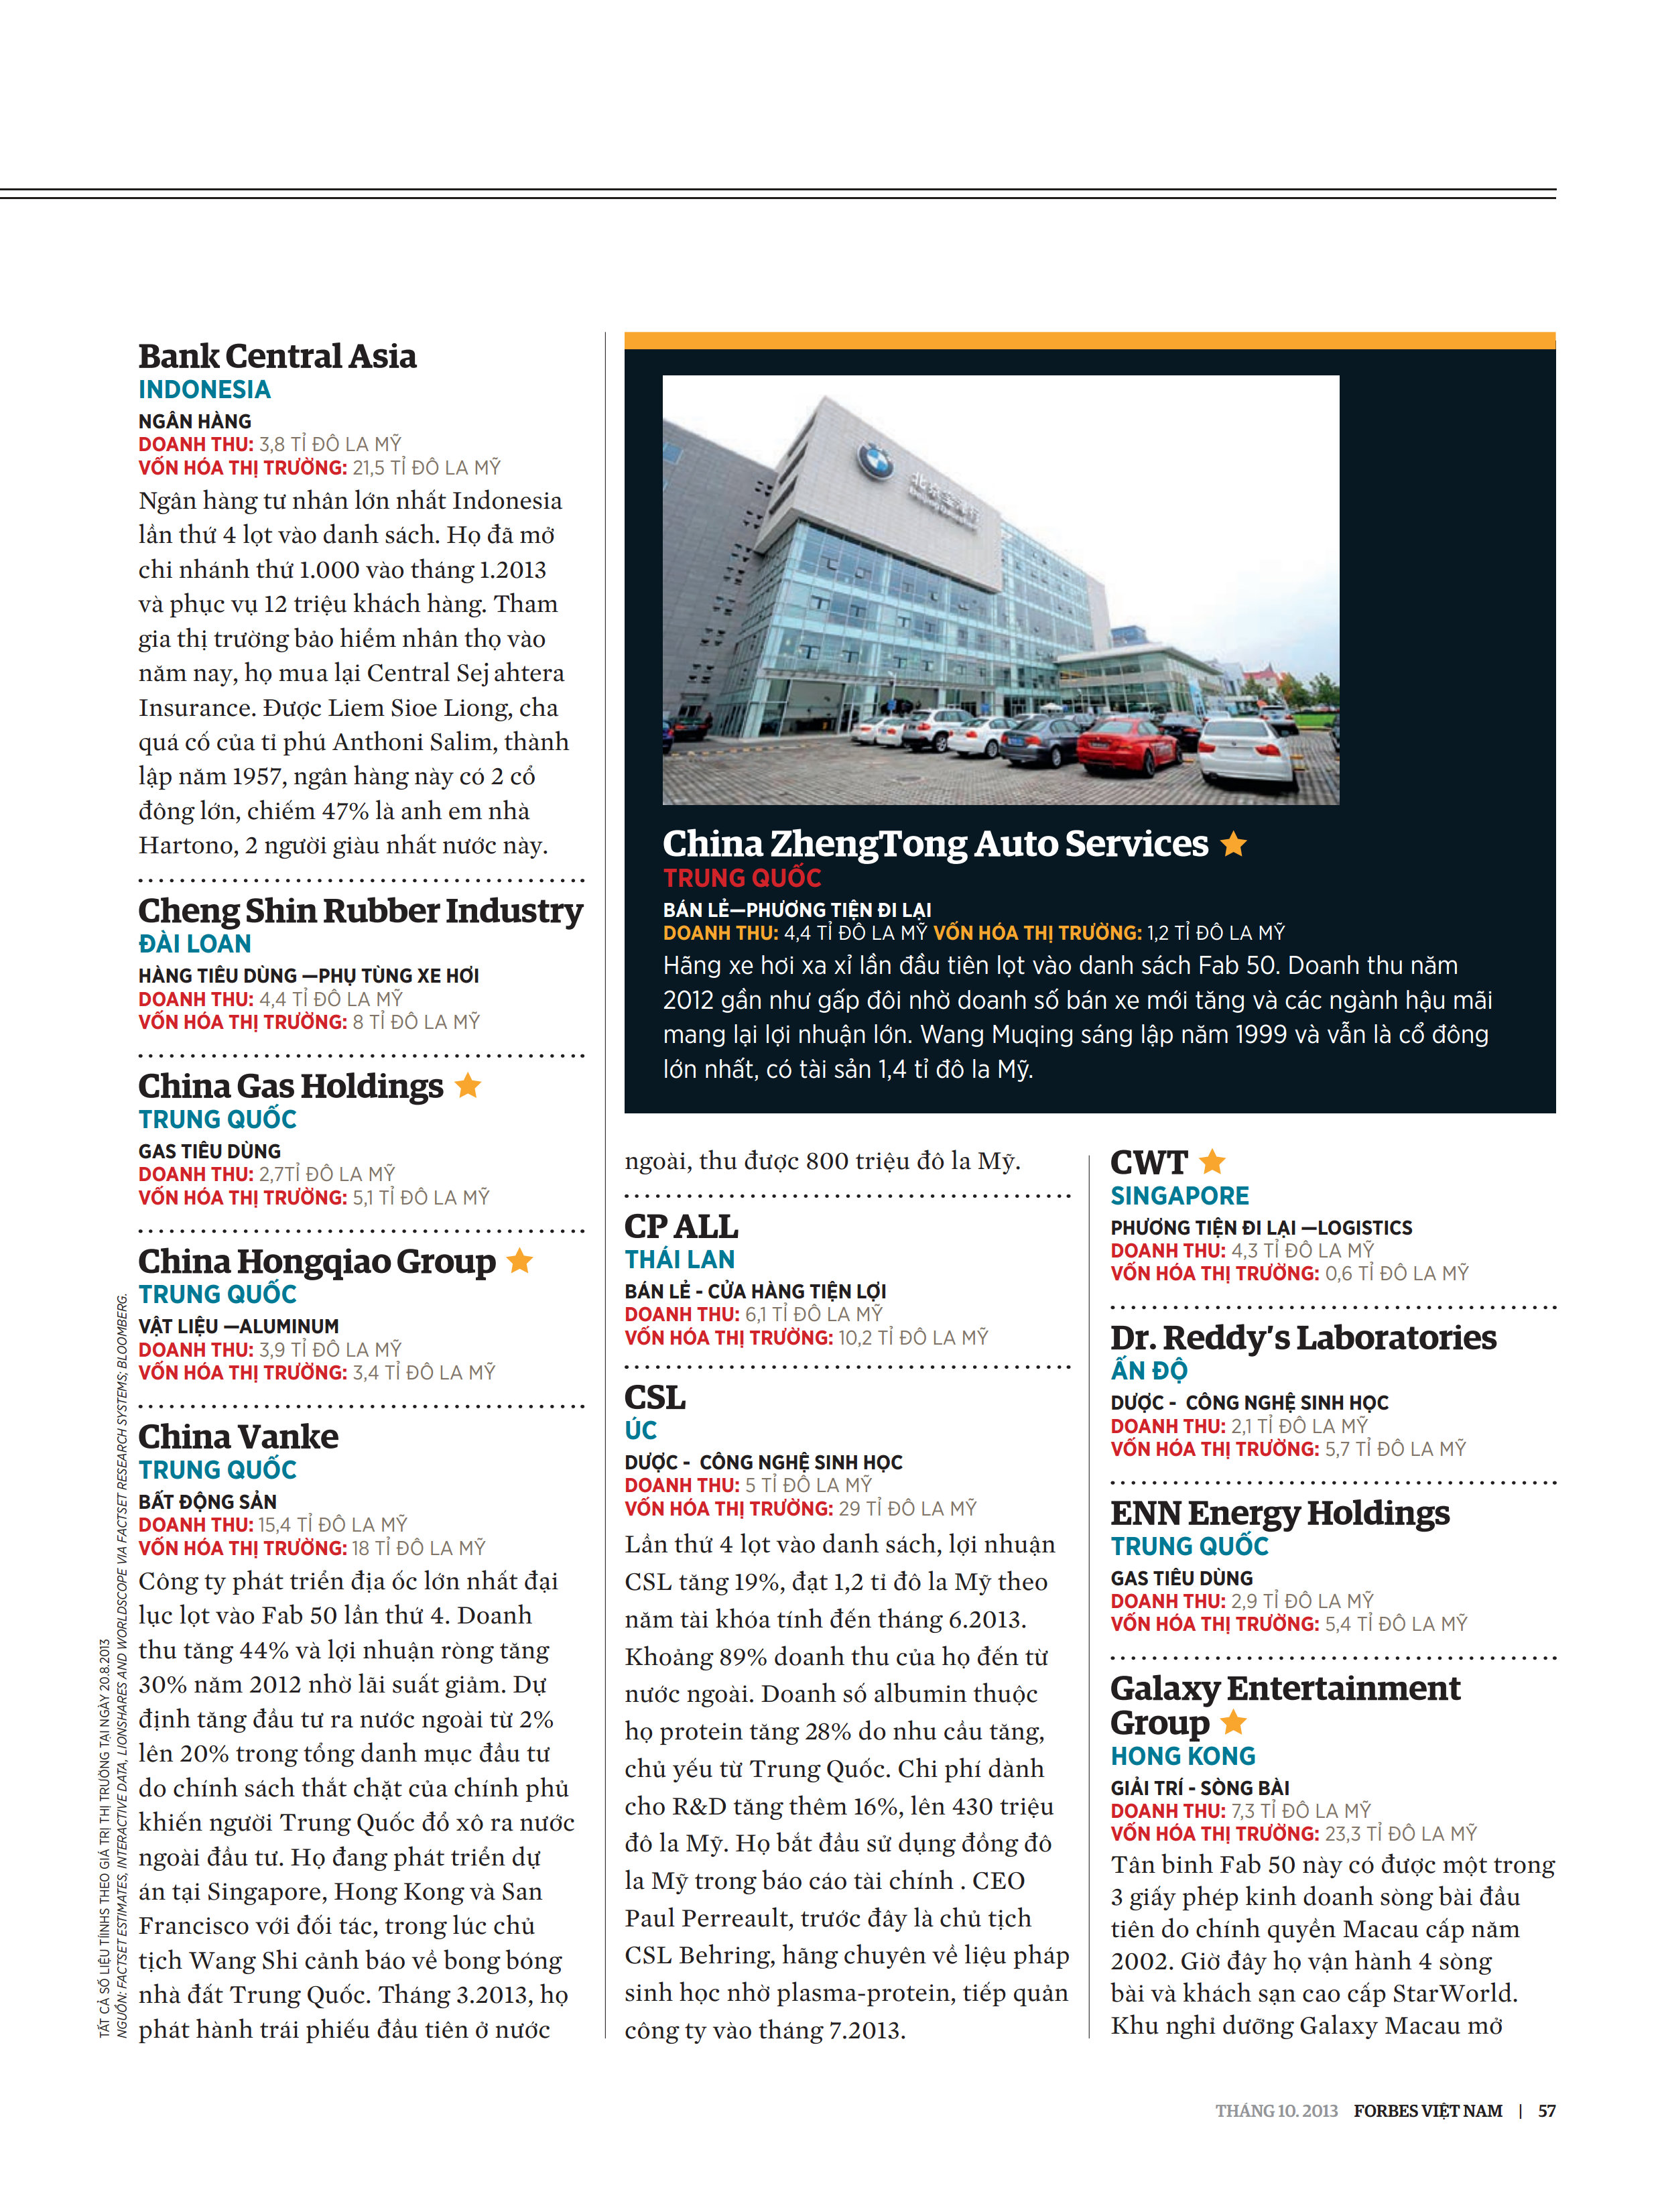 Bank Central Asia
INDONESIA
NGÂN HÀNG
DOANH THU: 3,8 TỈ ĐÔ LA MỸ
VỐN HÓA THỊ TRƯỜNG: 21,5 TỈ ĐÔ LA MỸ
Ngân hàng tư nhân lớn nhất Indonesia
lần thứ 4 lọt vào danh sách. Họ đã mở
chi nhánh thứ 1.000 vào tháng 1.2013
và phục vụ 12 triệu khách hàng. Tham
gia thị trường bảo hiểm nhân thọ vào
năm nay, họ mua lại Central Sej ahtera
Insurance. Được Liem Sioe Liong, cha
quá cố của tỉ phú Anthoni Salim, thành
lập năm 1957, ngân hàng này có 2 cổ
đông lớn, chiếm 47% là anh em nhà
Hartono, 2 người giàu nhất nước này.
Cheng Shin Rubber Industry
ĐÀI LOAN
HÀNG TIÊU DÙNG —PHỤ TÙNG XE HƠI
DOANH THU: 4,4 TỈ ĐÔ LA MỸ
VỐN HÓA THỊ TRƯỜNG: 8 TỈ ĐÔ LA MỸ
China Gas Holdings ★
TRUNG QUỐC
GAS TIÊU DÙNG
DOANH THU: 2,7TỈ ĐÔ LA MỸ
VỐN HÓA THỊ TRƯỜNG: 5,1 TỈ ĐÔ LA MỸ
China Hongqiao Group ★
TRUNG QUỐC
VẬT LIỆU —ALUMINUM
DOANH THU: 3,9 TỈ ĐÔ LA MỸ
VỐN HÓA THỊ TRƯỜNG: 3,4 TỈ ĐÔ LA MỸ
China Vanke
TRUNG QUỐC
BẤT ĐỘNG SẢN
DOANH THU: 15,4 TỈ ĐÔ LA MỸ
VỐN HÓA THỊ TRƯỜNG: 18 TỈ ĐÔ LA MỸ
Công ty phát triển địa ốc lớn nhất đại
lục lọt vào Fab 50 lần thứ 4. Doanh
thu tăng 44% và lợi nhuận ròng tăng
30% năm 2012 nhờ lãi suất giảm. Dự
định tăng đầu tư ra nước ngoài từ 2%
lên 20% trong tổng danh mục đầu tư
do chính sách thắt chặt của chính phủ
khiến người Trung Quốc đổ xô ra nước
ngoài đầu tư. Họ đang phát triển dự
án tại Singapore, Hong Kong và San
Francisco với đối tác, trong lúc chủ
tịch Wang Shi cảnh báo về bong bóng
nhà đất Trung Quốc. Tháng 3.2013, họ
phát hành trái phiếu đầu tiên ở nước
TẤT CẢ SỐ LIỆU TÍNHS THEO GIÁ TRỊ THỊ TRƯỜNG TẠI NGÀY 20.8.2013
NGUỒN: FACTSET ESTIMATES, INTERACTIVE DATA, LIONSHARES AND WORLDSCOPE VIA FACTSET RESEARCH SYSTEMS; BLOOMBERG.
China ZhengTong Auto Services ★
TRUNG QUỐC
BÁN LẺ—PHƯƠNG TIỆN ĐI LẠI
DOANH THU: 4,4 TỈ ĐÔ LA MỸ VỐN HÓA THỊ TRƯỜNG: 1,2 TỈ ĐÔ LA MỸ
Hãng xe hơi xa xỉ lần đầu tiên lọt vào danh sách Fab 50. Doanh thu năm
2012 gần như gấp đôi nhờ doanh số bán xe mới tăng và các ngành hậu mãi
mang lại lợi nhuận lớn. Wang Muqing sáng lập năm 1999 và vẫn là cổ đông
lớn nhất, có tài sản 1,4 tỉ đô la Mỹ.
ngoài, thu được 800 triệu đô la Mỹ.
CP ALL
THÁI LAN
BÁN LẺ - CỬA HÀNG TIỆN LỢI
DOANH THU: 6,1 TỈ ĐÔ LA MỸ
VỐN HÓA THỊ TRƯỜNG: 10,2 TỈ ĐÔ LA MỸ
CSL
ÚC
DƯỢC - CÔNG NGHỆ SINH HỌC
DOANH THU: 5 TỈ ĐÔ LA MỸ
VỐN HÓA THỊ TRƯỜNG: 29 TỈ ĐÔ LA MỸ
Lần thứ 4 lọt vào danh sách, lợi nhuận
CSL tăng 19%, đạt 1,2 tỉ đô la Mỹ theo
năm tài khóa tính đến tháng 6.2013.
Khoảng 89% doanh thu của họ đến từ
nước ngoài. Doanh số albumin thuộc
họ protein tăng 28% do nhu cầu tăng,
chủ yếu từ Trung Quốc. Chi phí dành
cho R&D tăng thêm 16%, lên 430 triệu
đô la Mỹ. Họ bắt đầu sử dụng đồng đô
la Mỹ trong báo cáo tài chính . CEO
Paul Perreault, trước đây là chủ tịch
CSL Behring, hãng chuyên về liệu pháp
sinh học nhờ plasma-protein, tiếp quản
công ty vào tháng 7.2013.
CWT ★
SINGAPORE
PHƯƠNG TIỆN ĐI LẠI —LOGISTICS
DOANH THU: 4,3 TỈ ĐÔ LA MỸ
VỐN HÓA THỊ TRƯỜNG: 0,6 TỈ ĐÔ LA MỸ
Dr. Reddy's Laboratories
ẤN ĐỘ
DƯỢC - CÔNG NGHỆ SINH HỌC
DOANH THU: 2,1 TỈ ĐÔ LA MỸ
VỐN HÓA THỊ TRƯỜNG: 5,7 TỈ ĐÔ LA MỸ
ENN Energy Holdings
TRUNG QUỐC
GAS TIÊU DÙNG
DOANH THU: 2,9 TỈ ĐÔ LA MỸ
VỐN HÓA THỊ TRƯỜNG: 5,4 TỈ ĐÔ LA MỸ
Galaxy Entertainment
Group ★
HONG KONG
GIẢI TRÍ - SÒNG BÀI
DOANH THU: 7,3 TỈ ĐÔ LA MỸ
VỐN HÓA THỊ TRƯỜNG: 23,3 TỈ ĐÔ LA MỸ
Tân binh Fab 50 này có được một trong
3 giấy phép kinh doanh sòng bài đầu
tiên do chính quyền Macau cấp năm
2002. Giờ đây họ vận hành 4 sòng
bài và khách sạn cao cấp StarWorld.
Khu nghỉ dưỡng Galaxy Macau mở
THÁNG 10. 2013 FORBES VIỆT NAM | 57